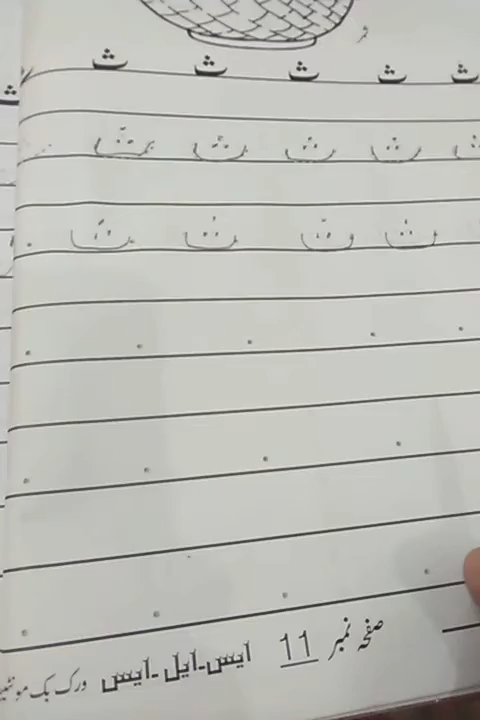 ث ث ث ث ث
ث ث ث ث ث
ث ث ث ث
صفحہ نمبر 11 ایس۔ایل۔ایس ورک بک